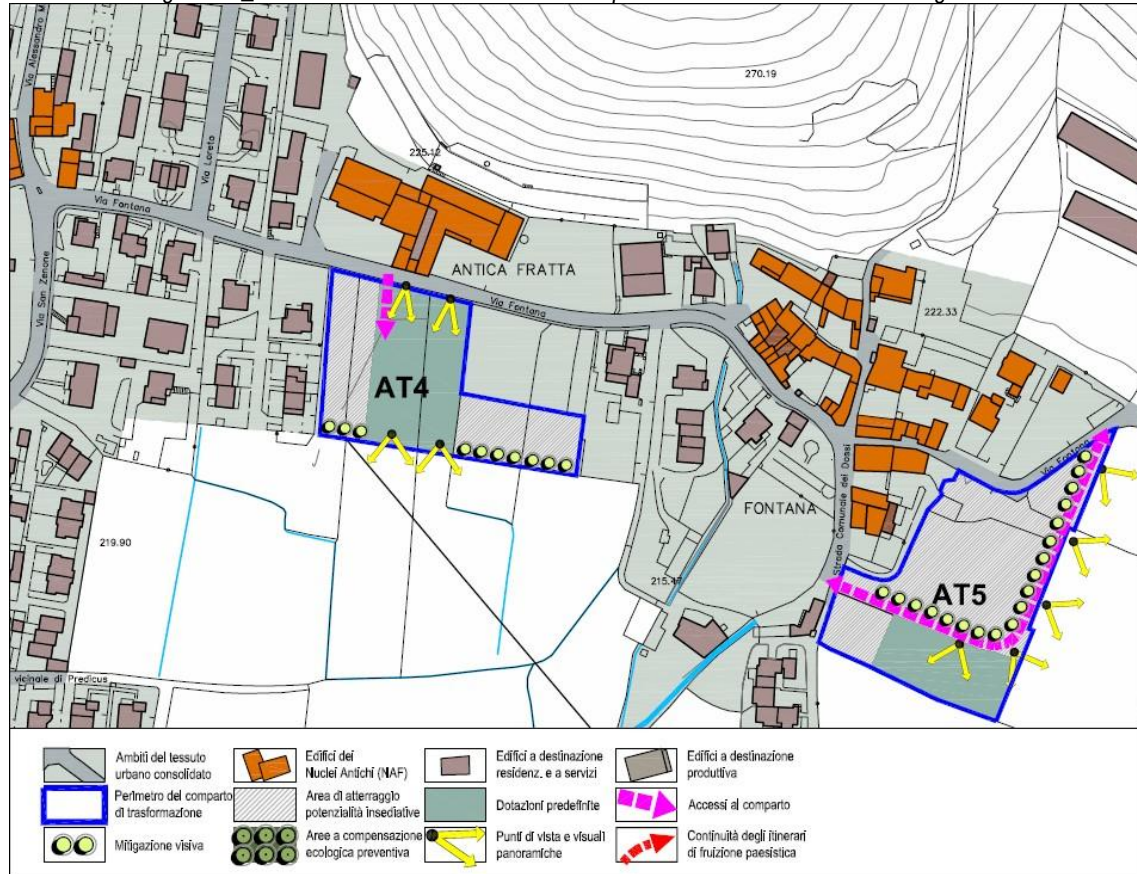 270.19
Via Alessandro M
Via Loreto
225.12
Via Fontana
ANTICA FRATTA
Via San Zenone
Via Fontana
222.33
AT4
Via Fontana
Strada Comunale dei Dossi
FONTANA
219.90
215.47
AT5
vicinale di Predicus
Ambiti del tessuto
urbano consolidato
Edifici dei
Nuclei Antichi (NAF)
Edifici a destinazione
residenz. e a servizi
Edifici a destinazione
produttiva
Perimetro del comparto
di trasformazione
Area di atterraggio
potenzialità insediative
Dotazioni predefinite
Accessi al comparto
Mitigazione visiva
Aree a compensazione
ecologica preventiva
Punti di vista e visuali
panoramiche
Continuità degli itinerari
di fruizione paesistica